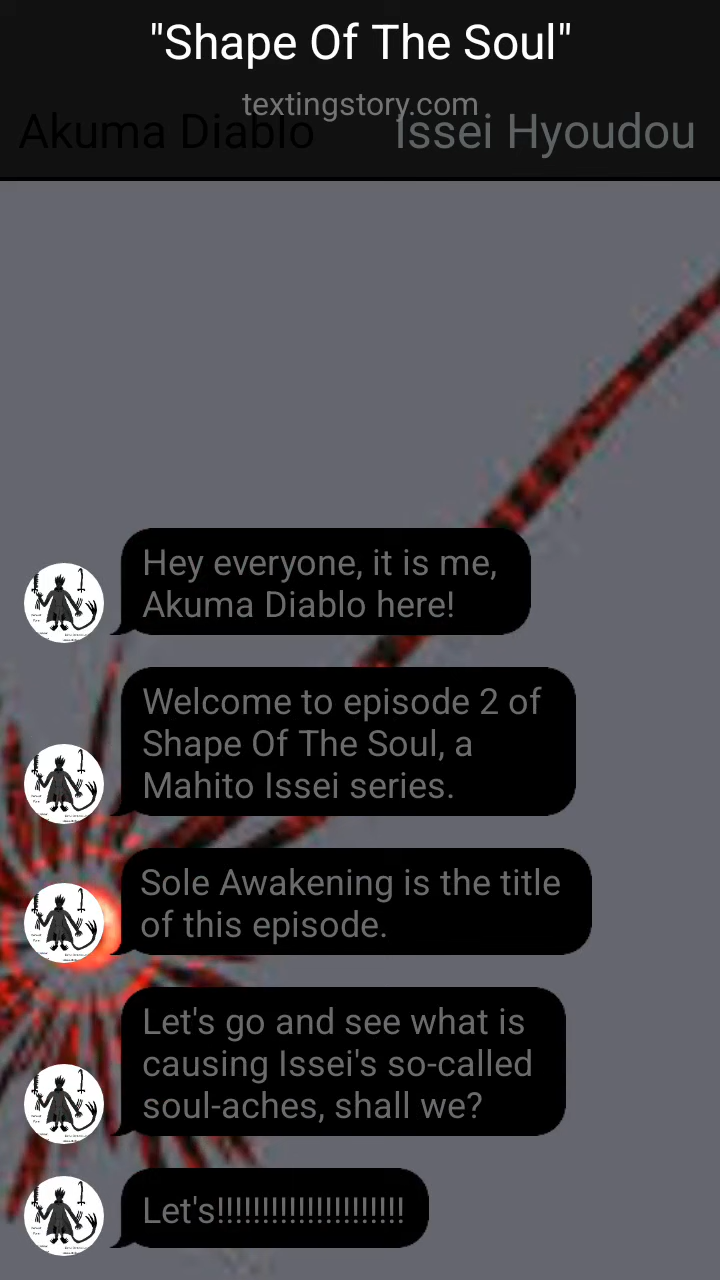 "Shape Of The Soul"
textingstory.com
Akuma Diablo Issei Hyoudou
Hey everyone, it is me,
Akuma Diablo here!
Welcome to episode 2 of
Shape Of The Soul, a
Mahito Issei series.
Sole Awakening is the title
of this episode.
Let's go and see what is
causing Issei's so-called
soul-aches, shall we?
Let's!!!!!!!!!!!!!!!!!!!!!